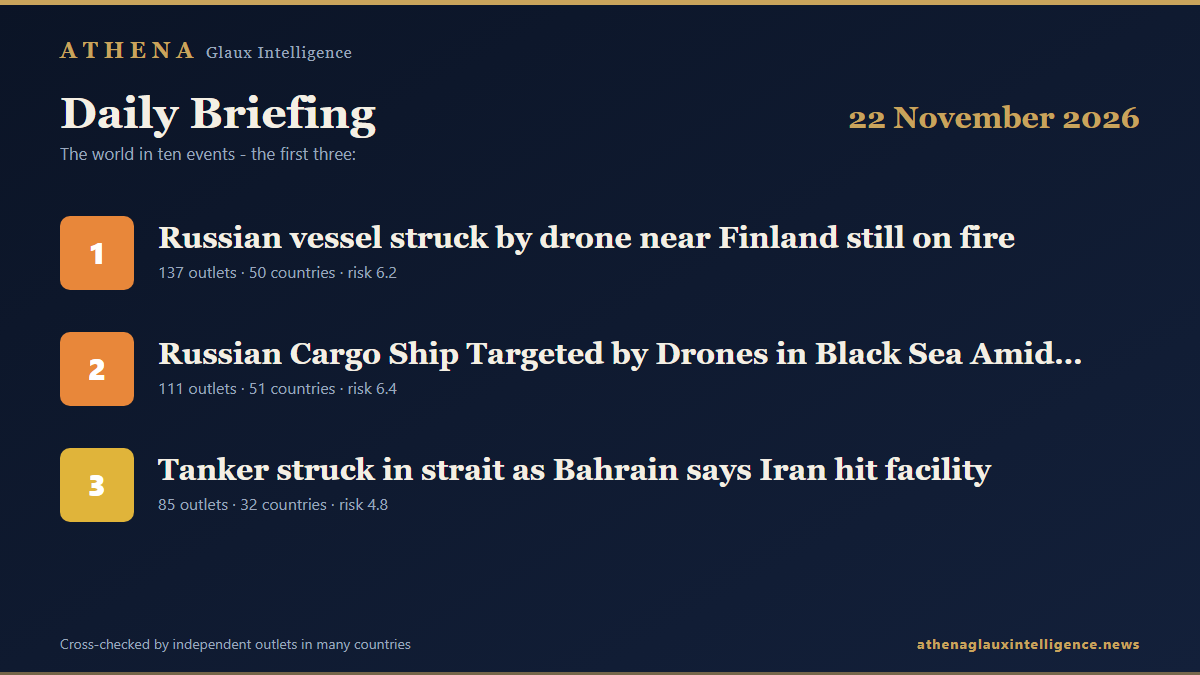 ATHENA Glaux Intelligence
Daily Briefing
22 November 2026
The world in ten events - the first three:
1
Russian vessel struck by drone near Finland still on fire
137 outlets · 50 countries · risk 6.2
2
Russian Cargo Ship Targeted by Drones in Black Sea Amid...
111 outlets · 51 countries · risk 6.4
3
Tanker struck in strait as Bahrain says Iran hit facility
85 outlets · 32 countries · risk 4.8
Cross-checked by independent outlets in many countries
athenaglauxintelligence.news